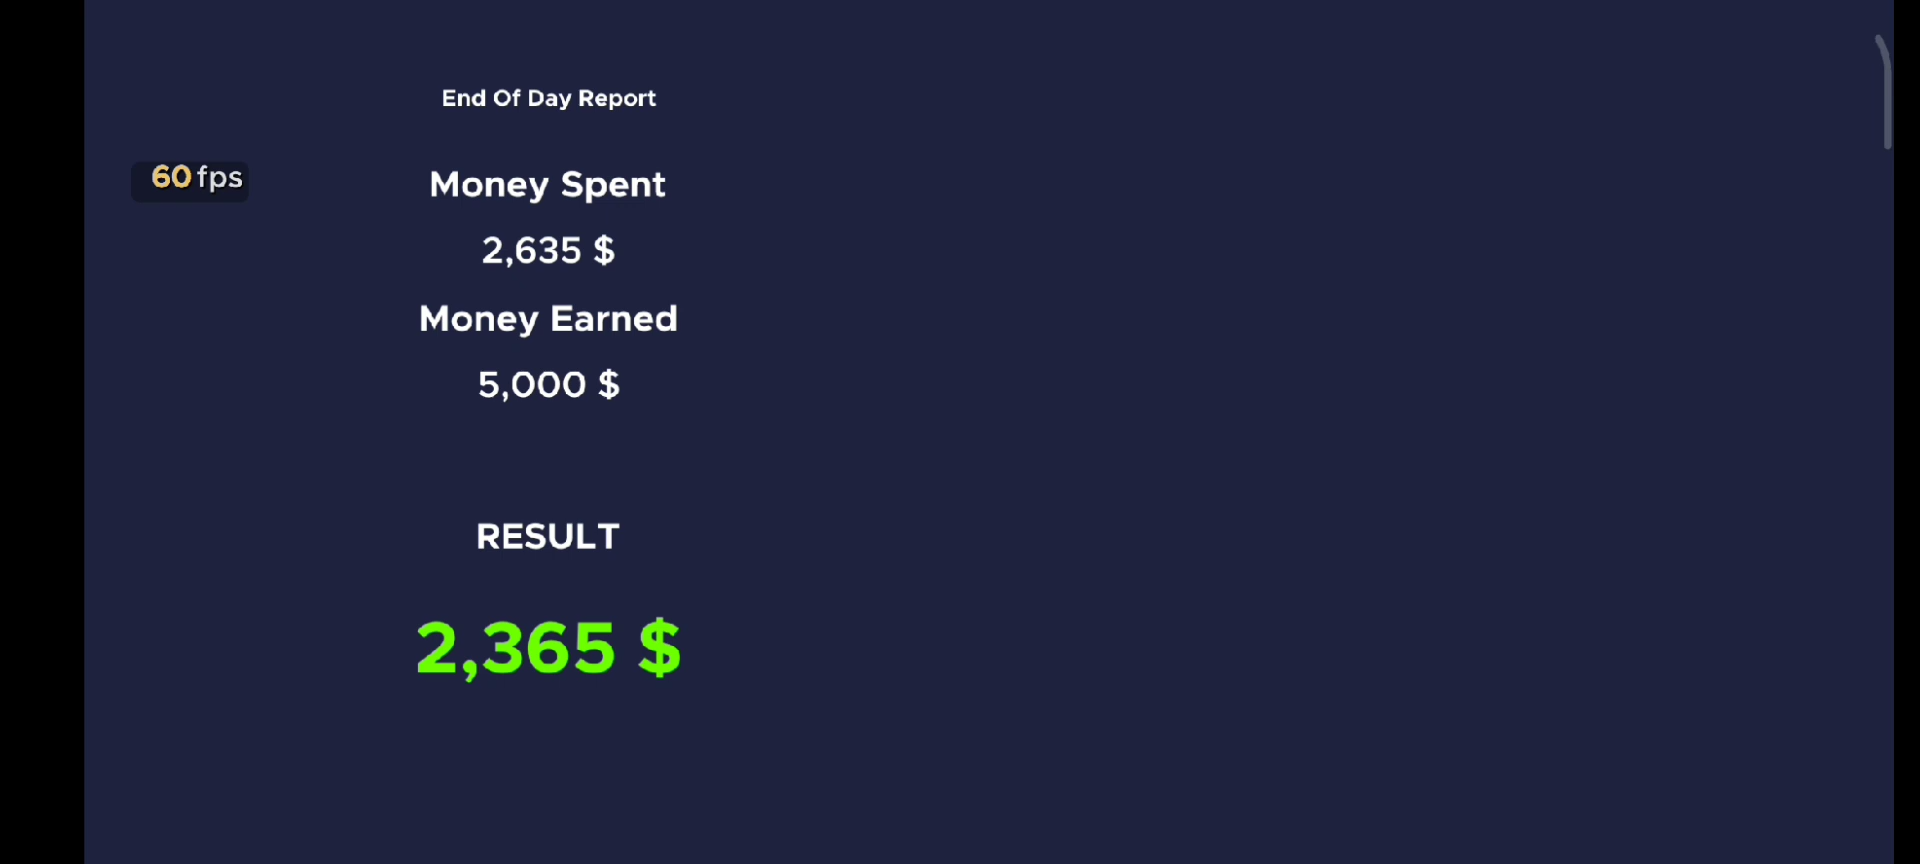 End Of Day Report
60 fps
Money Spent
2,635 $
Money Earned
5,000 $
RESULT
2,365 $